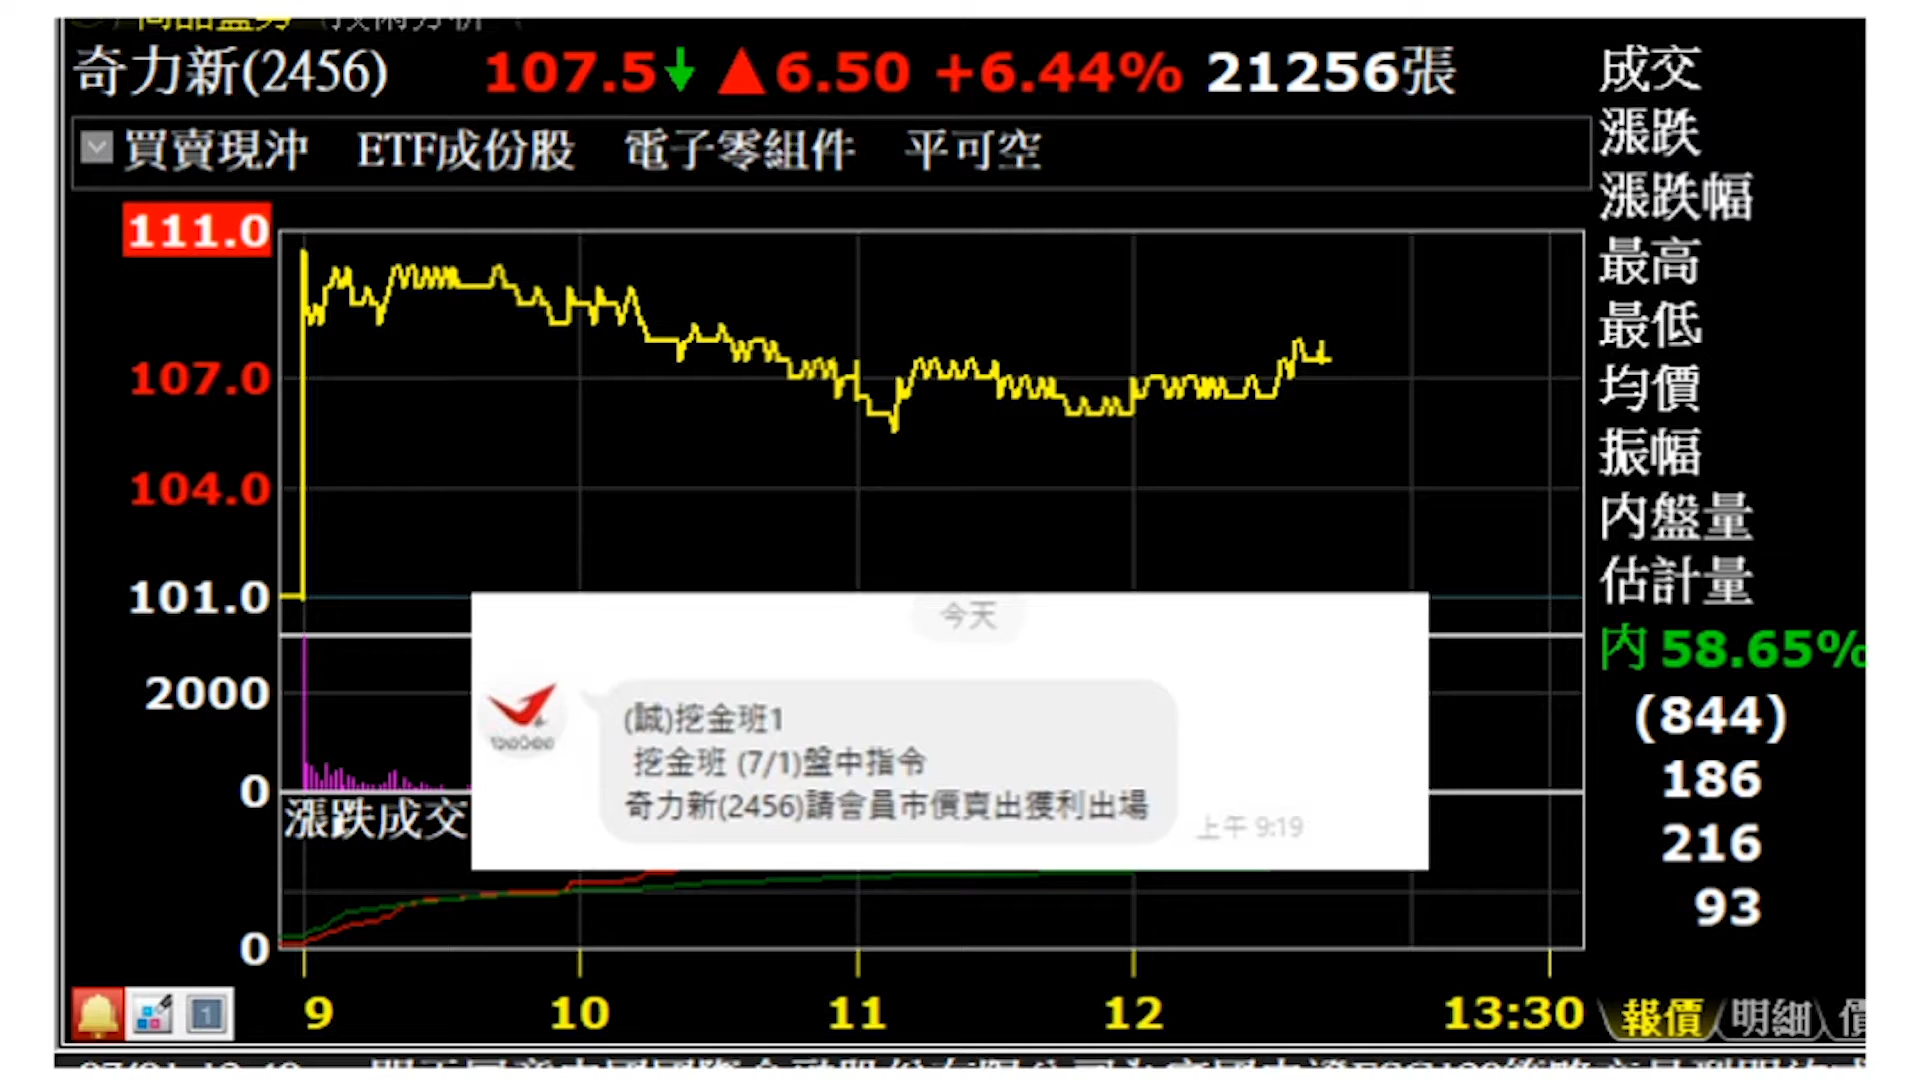 奇力新(2456) 107.5↓ ▲6.50 +6.44% 21256張
買賣現沖 ETF成份股 電子零組件 平可空
111.0
107.0
104.0
101.0
2000
0
漲跌成交
0
9 10 11 12 13:30
今天
(誠)挖金班1
挖金班 (7/1)盤中指令
奇力新(2456)請會員市價賣出獲利出場
上午 9:19
成交
漲跌
漲跌幅
最高
最低
均價
振幅
內盤量
估計量
內 58.65%
(844)
186
216
93
報價 明細